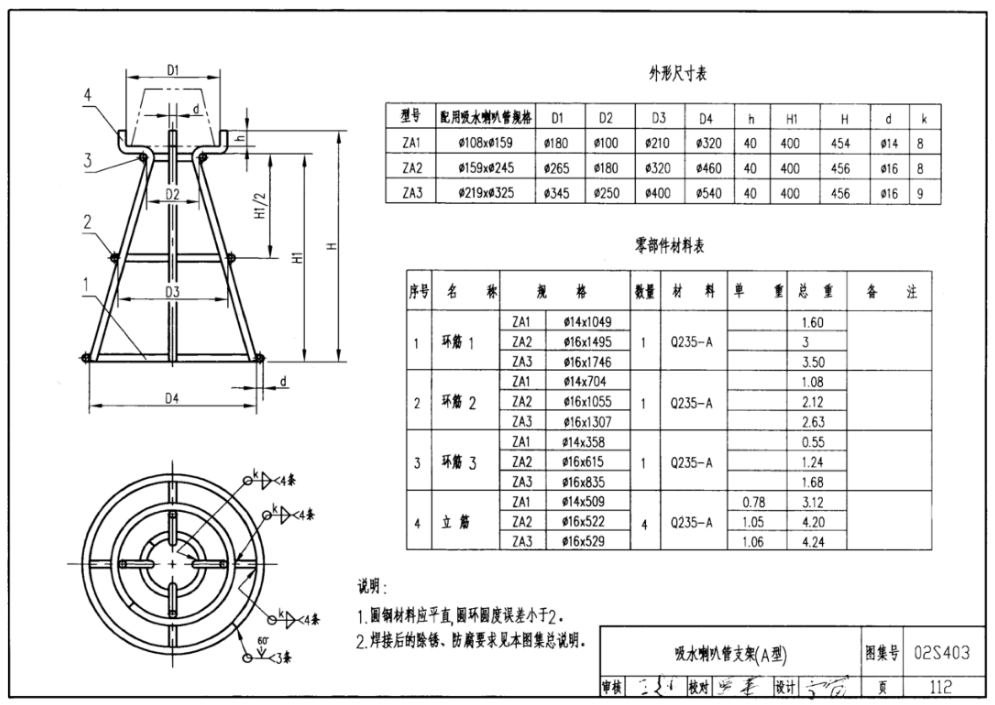 外形尺寸表
型号 配用吸水喇叭管规格 D1 D2 D3 D4 h H1 H d k
ZA1 ø108xø159 ø180 ø100 ø210 ø320 40 400 454 ø14 8
ZA2 ø159xø245 ø265 ø180 ø320 ø460 40 400 456 ø16 8
ZA3 ø219xø325 ø345 ø250 ø400 ø540 40 400 456 ø16 9
零部件材料表
序号 名 称 规 格 数量 材 料 单 重 总 重 备 注
1 环筋1 ZA1 ø14x1049 1 Q235-A 1.60
ZA2 ø16x1495 3
ZA3 ø16x1746 3.50
2 环筋2 ZA1 ø14x704 1 Q235-A 1.08
ZA2 ø16x1055 2.12
ZA3 ø16x1307 2.63
3 环筋3 ZA1 ø14x358 1 Q235-A 0.55
ZA2 ø16x615 1.24
ZA3 ø16x835 1.68
4 立筋 ZA1 ø14x509 4 Q235-A 0.78 3.12
ZA2 ø16x522 1.05 4.20
ZA3 ø16x529 1.06 4.24
D1
4
d
h
3
D2
H1/2
H1
H
2
D3
1
d
D4
k 4条
k 4条
k 4条
60°
3条
说明:
1.圆钢材料应平直,圆环圆度误差小于2。
2.焊接后的除锈、防腐要求见本图集总说明。
吸水喇叭管支架(A型) 图集号 02S403
审核 校对 设计 页 112